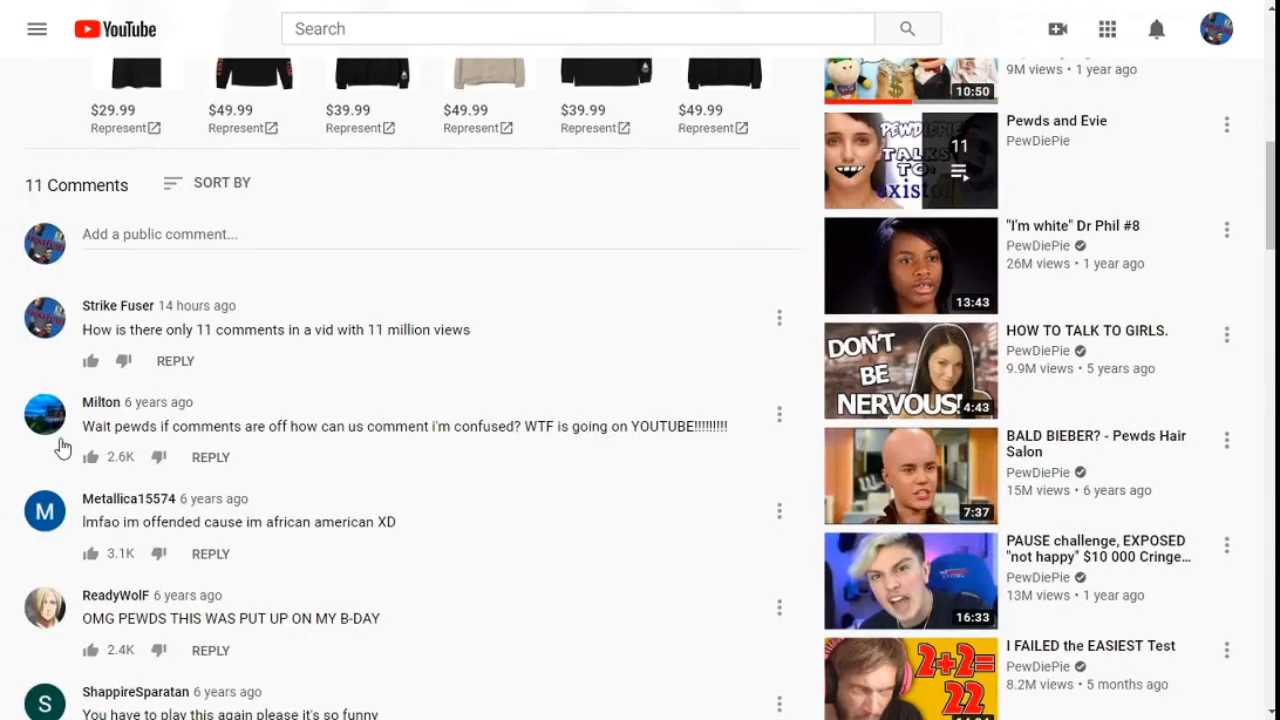 YouTube
Search
$29.99
Represent
$49.99
Represent
$39.99
Represent
$49.99
Represent
$39.99
Represent
$49.99
Represent
11 Comments
SORT BY
Add a public comment...
Strike Fuser 14 hours ago
How is there only 11 comments in a vid with 11 million views
REPLY
Milton 6 years ago
Wait pewds if comments are off how can us comment i'm confused? WTF is going on YOUTUBE!!!!!!!!!
2.6K REPLY
Metallica15574 6 years ago
lmfao im offended cause im african american XD
3.1K REPLY
ReadyWolF 6 years ago
OMG PEWDS THIS WAS PUT UP ON MY B-DAY
2.4K REPLY
ShappireSparatan 6 years ago
You have to play this again please it's so funny
10:50
9M views • 1 year ago
PEWDIEPIE
TALKS
TO:
11
Pewds and Evie
PewDiePie
13:43
"I'm white" Dr Phil #8
PewDiePie
26M views • 1 year ago
DON'T
BE
NERVOUS!
4:43
HOW TO TALK TO GIRLS.
PewDiePie
9.9M views • 5 years ago
7:37
BALD BIEBER? - Pewds Hair
Salon
PewDiePie
15M views • 6 years ago
16:33
PAUSE challenge, EXPOSED
"not happy" $10 000 Cringe...
PewDiePie
13M views • 1 year ago
2+2=
22
I FAILED the EASIEST Test
PewDiePie
8.2M views • 5 months ago